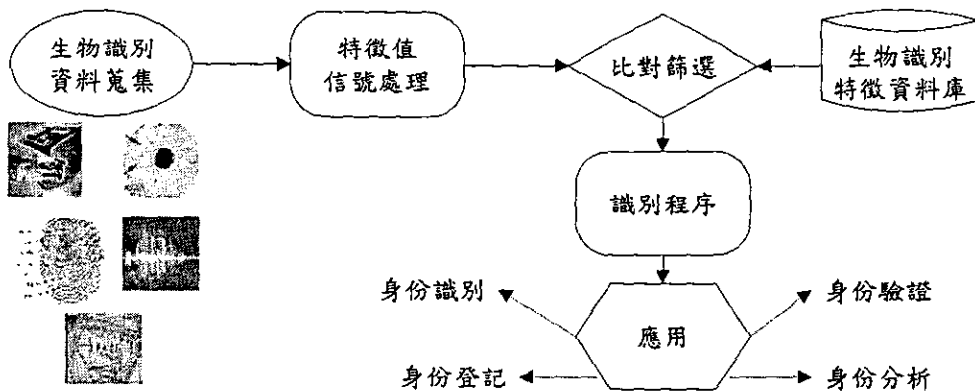 生物識別
資料蒐集
特徵值
信號處理
比對篩選
生物識別
特徵資料庫
識別程序
身份識別
身份驗證
應用
身份登記
身份分析